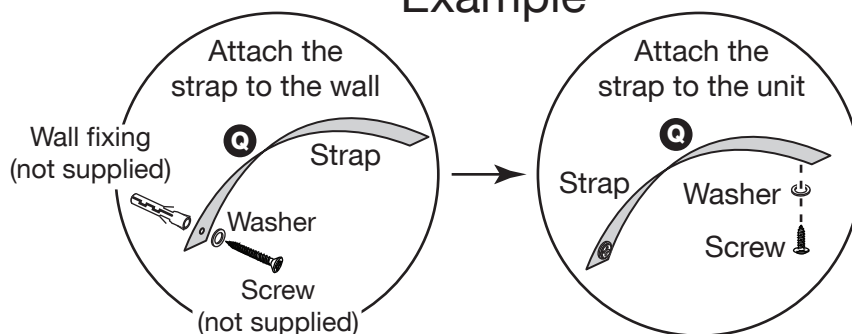 Example
Attach the
strap to the wall
Q
Wall fixing
(not supplied)
Strap
Washer
Screw
(not supplied)
Attach the
strap to the unit
Q
Strap
Washer
Screw